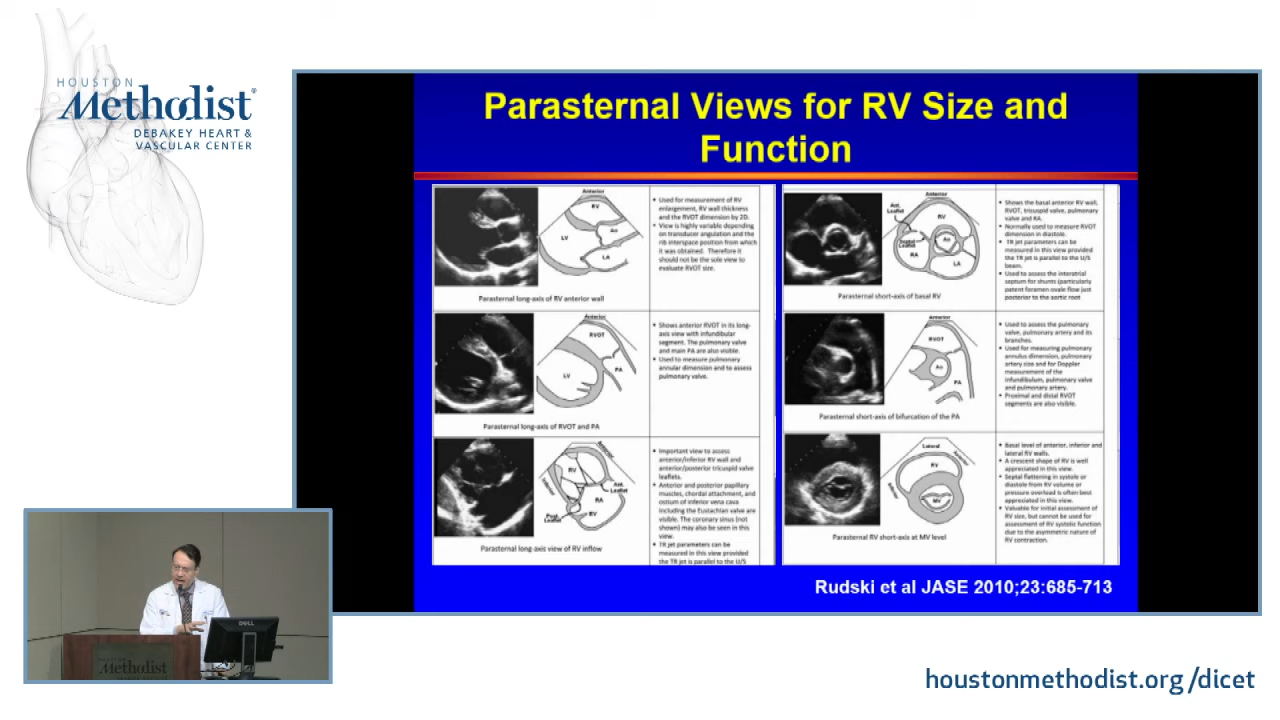 HOUSTON
Methodist®
DEBAKEY HEART &
VASCULAR CENTER
Parasternal Views for RV Size and
Function
Anterior
RV
LV
Ao
LA
Parasternal long-axis of RV anterior wall
• Used for measurement of RV
enlargement, RV wall thickness
and the RVOT dimension by 2D.
• View is highly variable depending
on transducer angulation and the
rib interspace position from which
it was obtained. Therefore it
should not be the sole view to
evaluate RVOT size.
Anterior
RVOT
LV
PA
Parasternal long-axis of RVOT and PA
• Shows anterior RVOT in its long-
axis view with infundibular
segment. The pulmonary valve
and main PA are also visible.
• Used to measure pulmonary
annular dimension and to assess
pulmonary valve.
Anterior
RV
Inferior
Ant.
Leaflet
RA
Post.
Leaflet
EV
Parasternal long-axis view of RV inflow
• Important view to assess
anterior/inferior RV wall and
anterior/posterior tricuspid valve
leaflets.
• Anterior and posterior papillary
muscles, chordal attachment, and
ostium of inferior vena cava
including the Eustachian valve are
visible. The coronary sinus (not
shown) may also be seen in this
view.
• TR jet parameters can be
measured in this view provided
the TR jet is parallel to the U/S
Anterior
Ant.
Leaflet
RV
Septal
Leaflet
Ao
RA
LA
Parasternal short-axis of basal RV
• Shows the basal anterior RV wall,
RVOT, tricuspid valve, pulmonary
valve and RA.
• Normally used to measure RVOT
dimension in diastole.
• TR jet parameters can be
measured in this view provided
the TR jet is parallel to the U/S
beam.
• Used to assess the interatrial
septum for shunts (particularly
patent foramen ovale flow just
posterior to the aortic root
Anterior
RVOT
Ao
PA
Parasternal short-axis of bifurcation of the PA
• Used to assess the pulmonary
valve, pulmonary artery and its
branches.
• Used for measuring pulmonary
annulus dimension, pulmonary
artery size and for Doppler
measurement of the
infundibulum, pulmonary valve
and pulmonary artery.
• Proximal and distal RVOT
segments are also visible.
Lateral
Anterior
RV
Inferior
MV
Parasternal RV short-axis at MV level
• Basal level of anterior, inferior and
lateral RV walls.
• A crescent shape of RV is well
appreciated in this view.
• Septal flattening in systole or
diastole from RV volume or
pressure overload is often best
appreciated in this view.
• Valuable for initial assessment of
RV size, but cannot be used for
assessment of RV systolic function
due to the asymmetric nature of
RV contraction.
Rudski et al JASE 2010;23:685-713
DELL
HOUSTON
Methodist
houstonmethodist.org/dicet